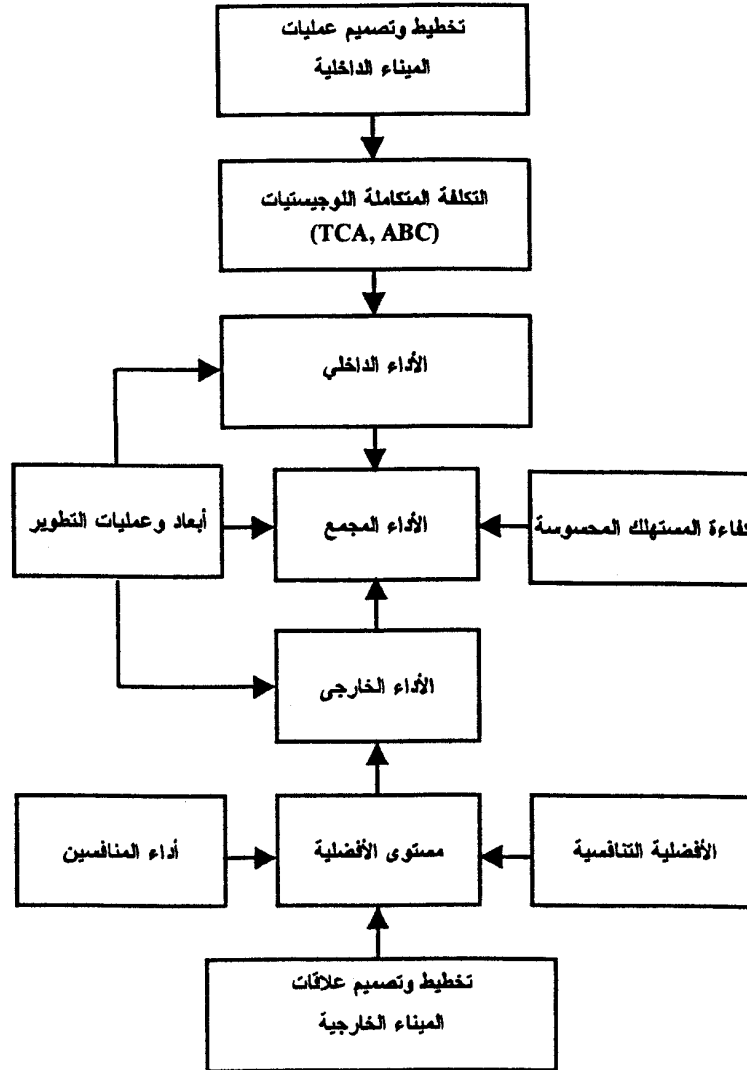 تخطيط وتصميم عمليات
الميناء الداخلية
التكلفة المتكاملة اللوجيستيات
(TCA, ABC)
الأداء الداخلي
أبعاد وعمليات التطوير
الأداء المجمع
كفاءة المستهلك المحسوسة
الأداء الخارجى
أداء المنافسين
مستوى الأفضلية
الأفضلية التنافسية
تخطيط وتصميم علاقات
الميناء الخارجية